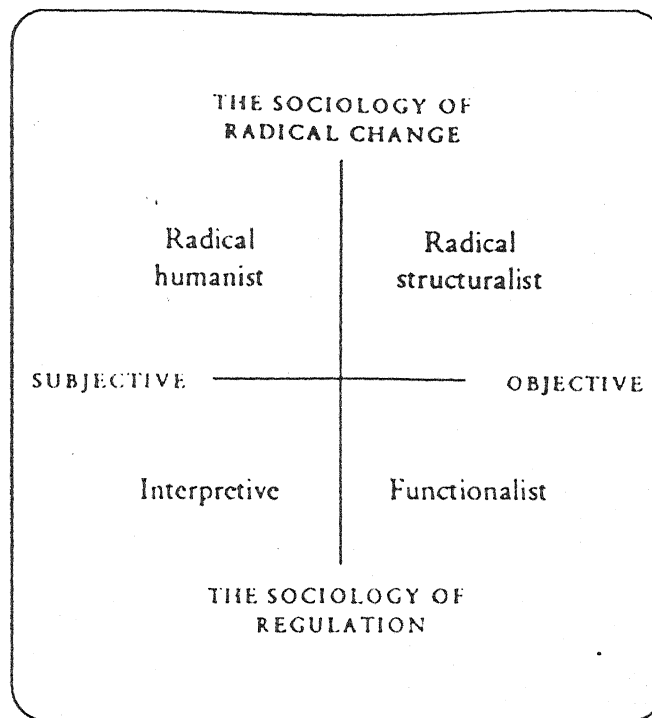 THE SOCIOLOGY OF
RADICAL CHANGE
Radical
humanist
Radical
structuralist
SUBJECTIVE
OBJECTIVE
Interpretive
Functionalist
THE SOCIOLOGY OF
REGULATION